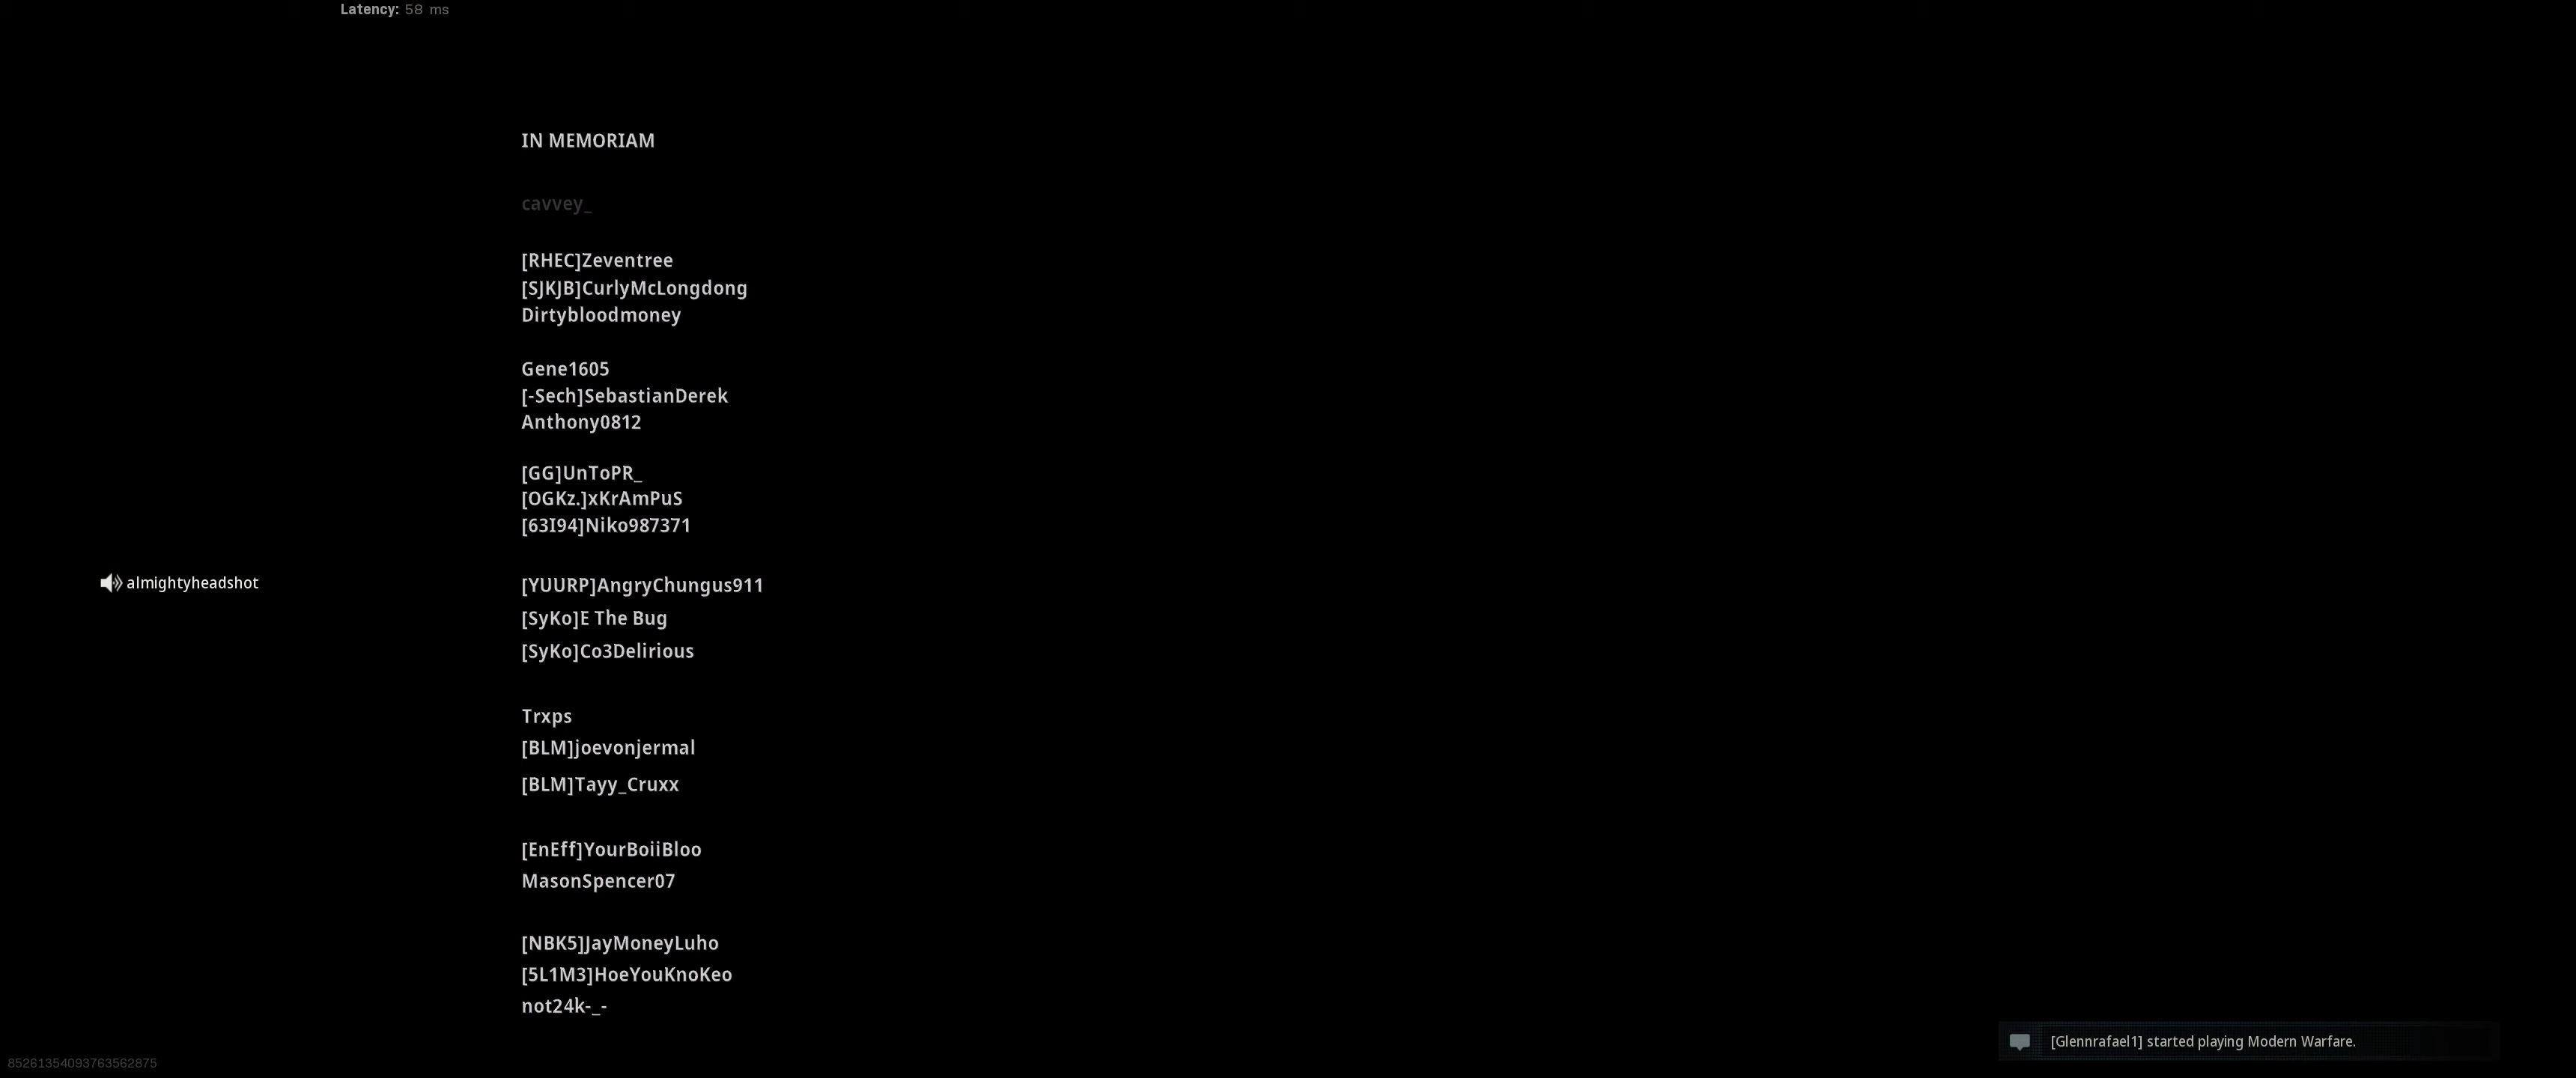 Latency: 58 ms
IN MEMORIAM
cavvey_
[RHEC]Zeventree
[SJKJB]CurlyMcLongdong
Dirtybloodmoney
Gene1605
[-Sech]SebastianDerek
Anthony0812
[GG]UnToPR_
[OGKz.]xKrAmPuS
[63I94]Niko987371
almightyheadshot
[YUURP]AngryChungus911
[SyKo]E The Bug
[SyKo]Co3Delirious
Trxps
[BLM]joevonjermal
[BLM]Tayy_Cruxx
[EnEff]YourBoiiBloo
MasonSpencer07
[NBK5]JayMoneyLuho
[5L1M3]HoeYouKnoKeo
not24k-_-
[Glennrafael1] started playing Modern Warfare.
85261354093763562875